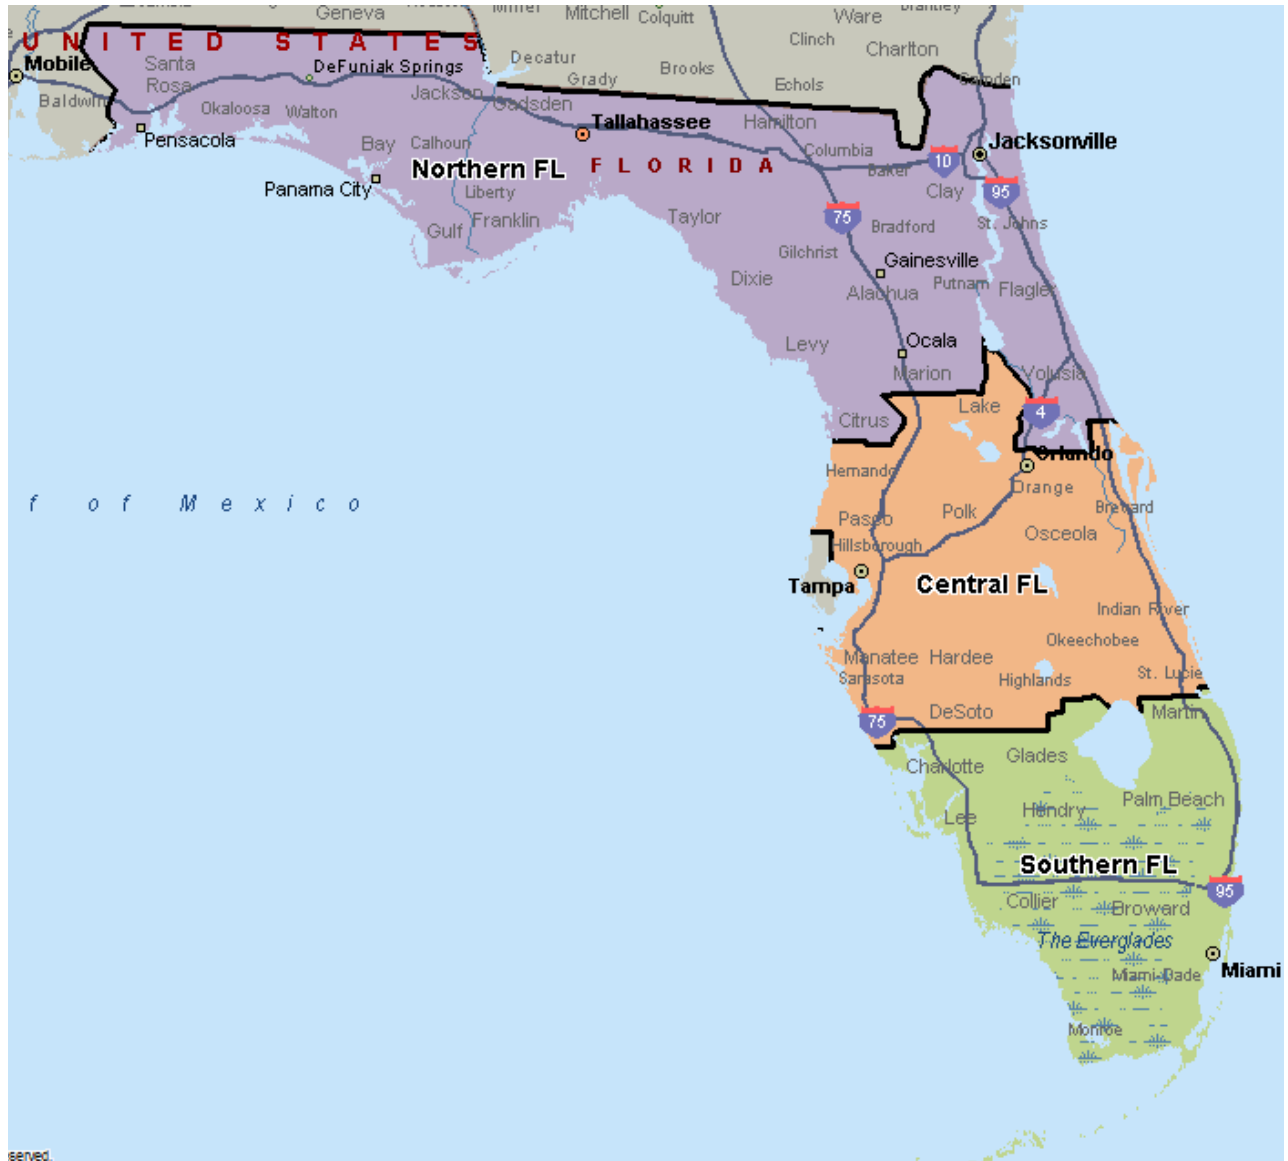 Geneva
Mitchell
Colquitt
Ware
Brantley
Clinch
Charlton
UNITED STATES
Mobile
Santa
Rosa
DeFuniak Springs
Decatur
Grady
Brooks
Echols
Camden
Baldwin
Okaloosa
Walton
Jackson
Gadsden
Tallahassee
Hamilton
Pensacola
Bay
Calhoun
Columbia
Jacksonville
Northern FL
FLORIDA
10
Baker
Panama City
Liberty
Clay
95
Gulf
Franklin
Taylor
75
Bradford
St. Johns
Gilchrist
Gainesville
Dixie
Alachua
Putnam
Flagler
Levy
Ocala
Marion
Volusia
Lake
4
Citrus
Orlando
Hernando
Orange
f of Mexico
Pasco
Polk
Brevard
Hillsborough
Osceola
Tampa
Central FL
Indian River
Okeechobee
Manatee
Hardee
Sarasota
Highlands
St. Lucie
75
DeSoto
Martin
Charlotte
Glades
Lee
Hendry
Palm Beach
Southern FL
95
Collier
Broward
The Everglades
Miami
Miami-Dade
Monroe
served.